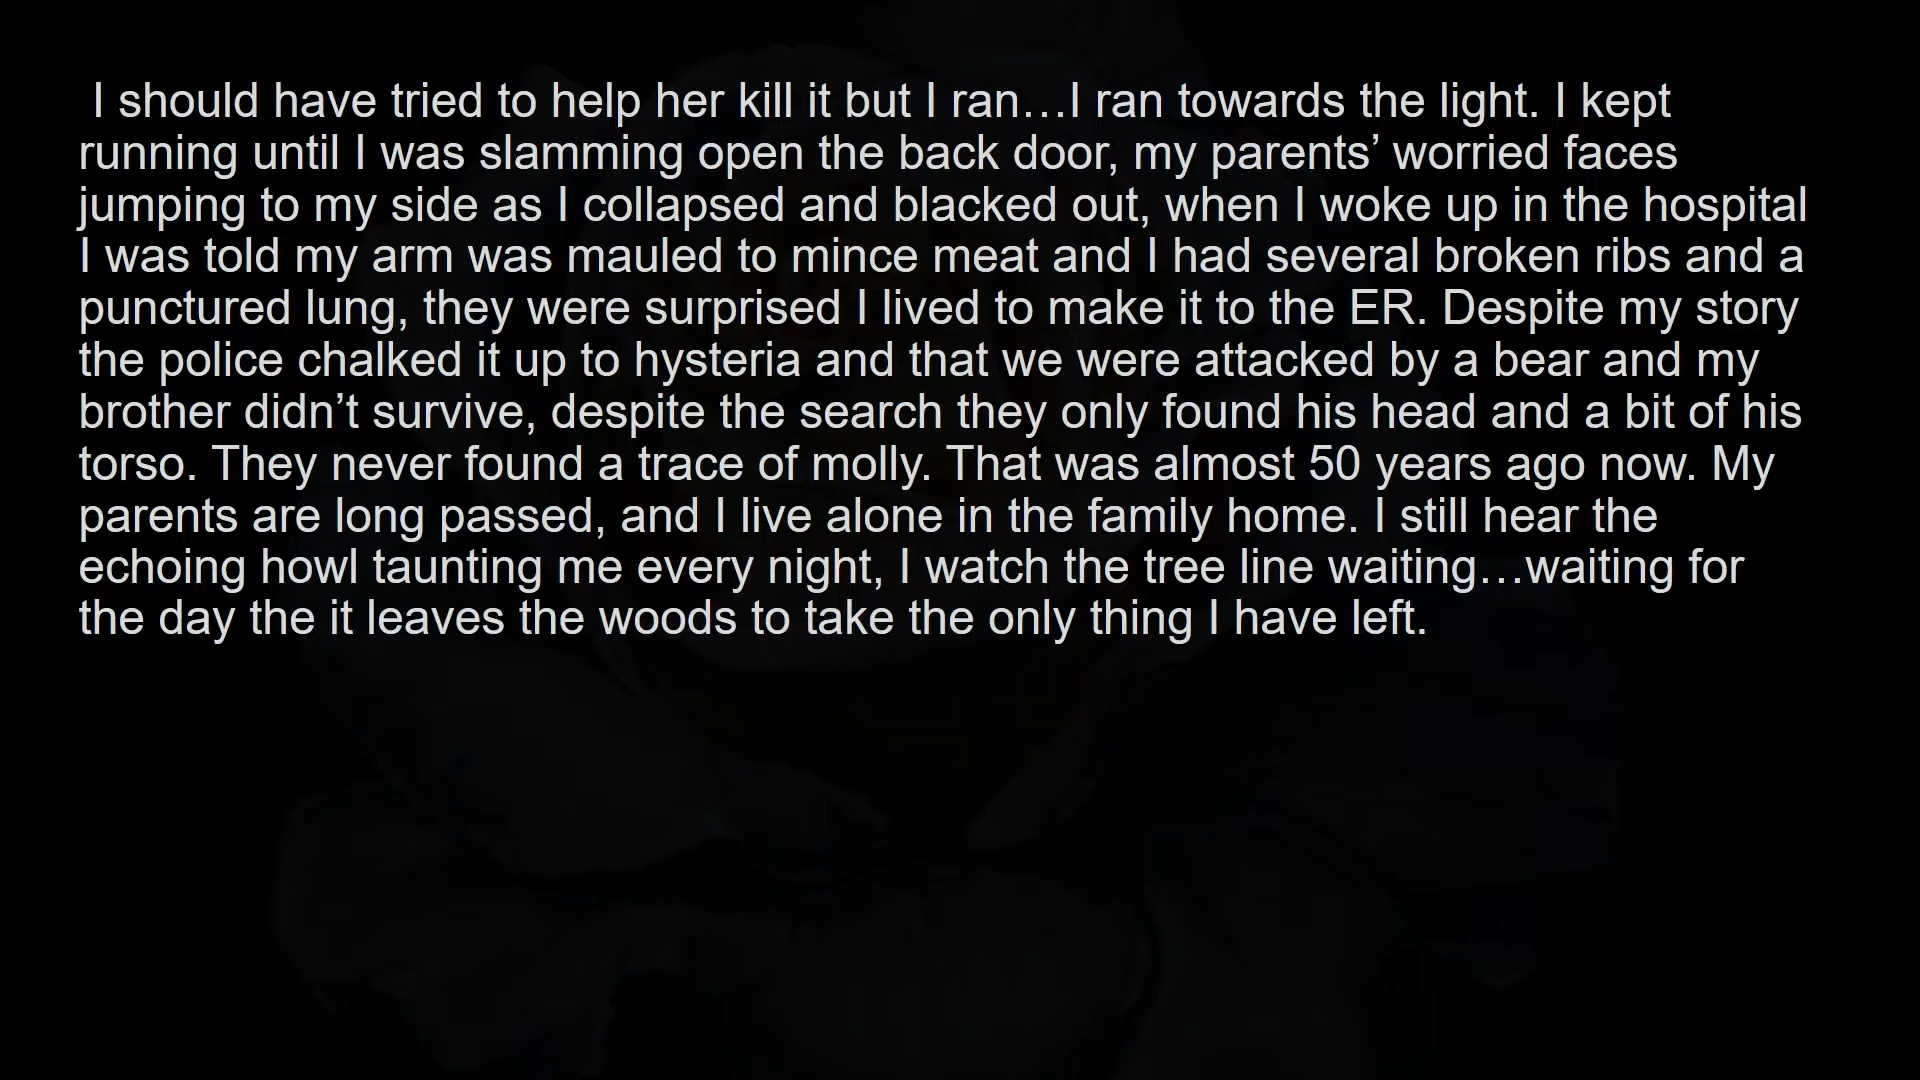 I should have tried to help her kill it but I ran…I ran towards the light. I kept
running until I was slamming open the back door, my parents’ worried faces
jumping to my side as I collapsed and blacked out, when I woke up in the hospital
I was told my arm was mauled to mince meat and I had several broken ribs and a
punctured lung, they were surprised I lived to make it to the ER. Despite my story
the police chalked it up to hysteria and that we were attacked by a bear and my
brother didn’t survive, despite the search they only found his head and a bit of his
torso. They never found a trace of molly. That was almost 50 years ago now. My
parents are long passed, and I live alone in the family home. I still hear the
echoing howl taunting me every night, I watch the tree line waiting…waiting for
the day the it leaves the woods to take the only thing I have left.